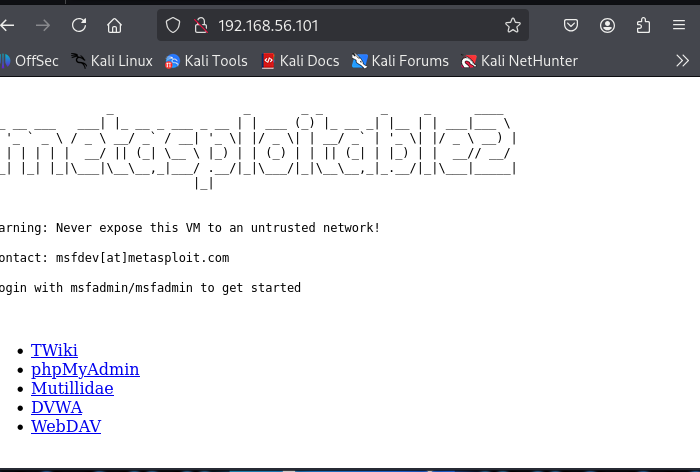 192.168.56.101
OffSec Kali Linux Kali Tools Kali Docs Kali Forums Kali NetHunter
metasploitable2
arning: Never expose this VM to an untrusted network!
ontact: msfdev[at]metasploit.com
ogin with msfadmin/msfadmin to get started
TWiki
phpMyAdmin
Mutillidae
DVWA
WebDAV